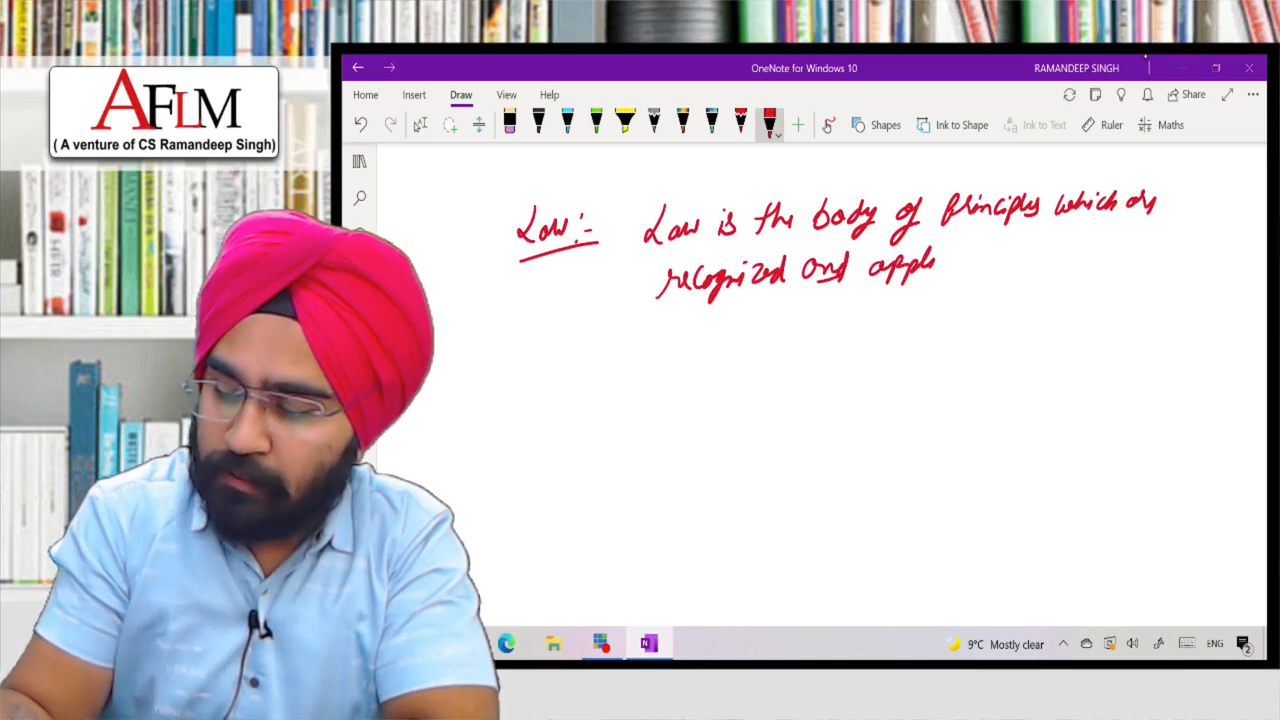 AFLM
( A venture of CS Ramandeep Singh)
OneNote for Windows 10
RAMANDEEP SINGH
Home Insert Draw View Help
Share
Shapes Ink to Shape Ink to Text Ruler Maths
Law :- Law is the body of principles which are
recognized and appl
9°C Mostly clear
ENG
2